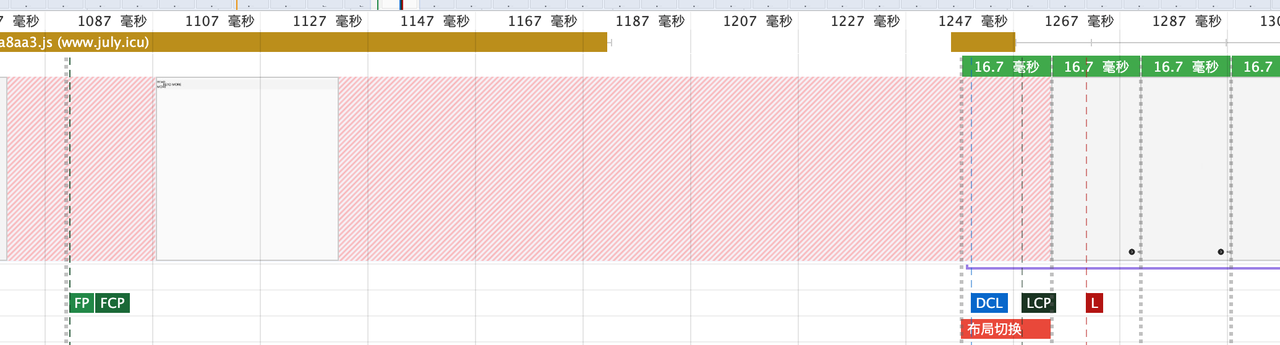 7 毫秒 1087 毫秒 1107 毫秒 1127 毫秒 1147 毫秒 1167 毫秒 1187 毫秒 1207 毫秒 1227 毫秒 1247 毫秒 1267 毫秒 1287 毫秒 130
a8aa3.js (www.july.icu)
16.7 毫秒 16.7 毫秒 16.7 毫秒 16.7
FP FCP DCL LCP L
布局切换